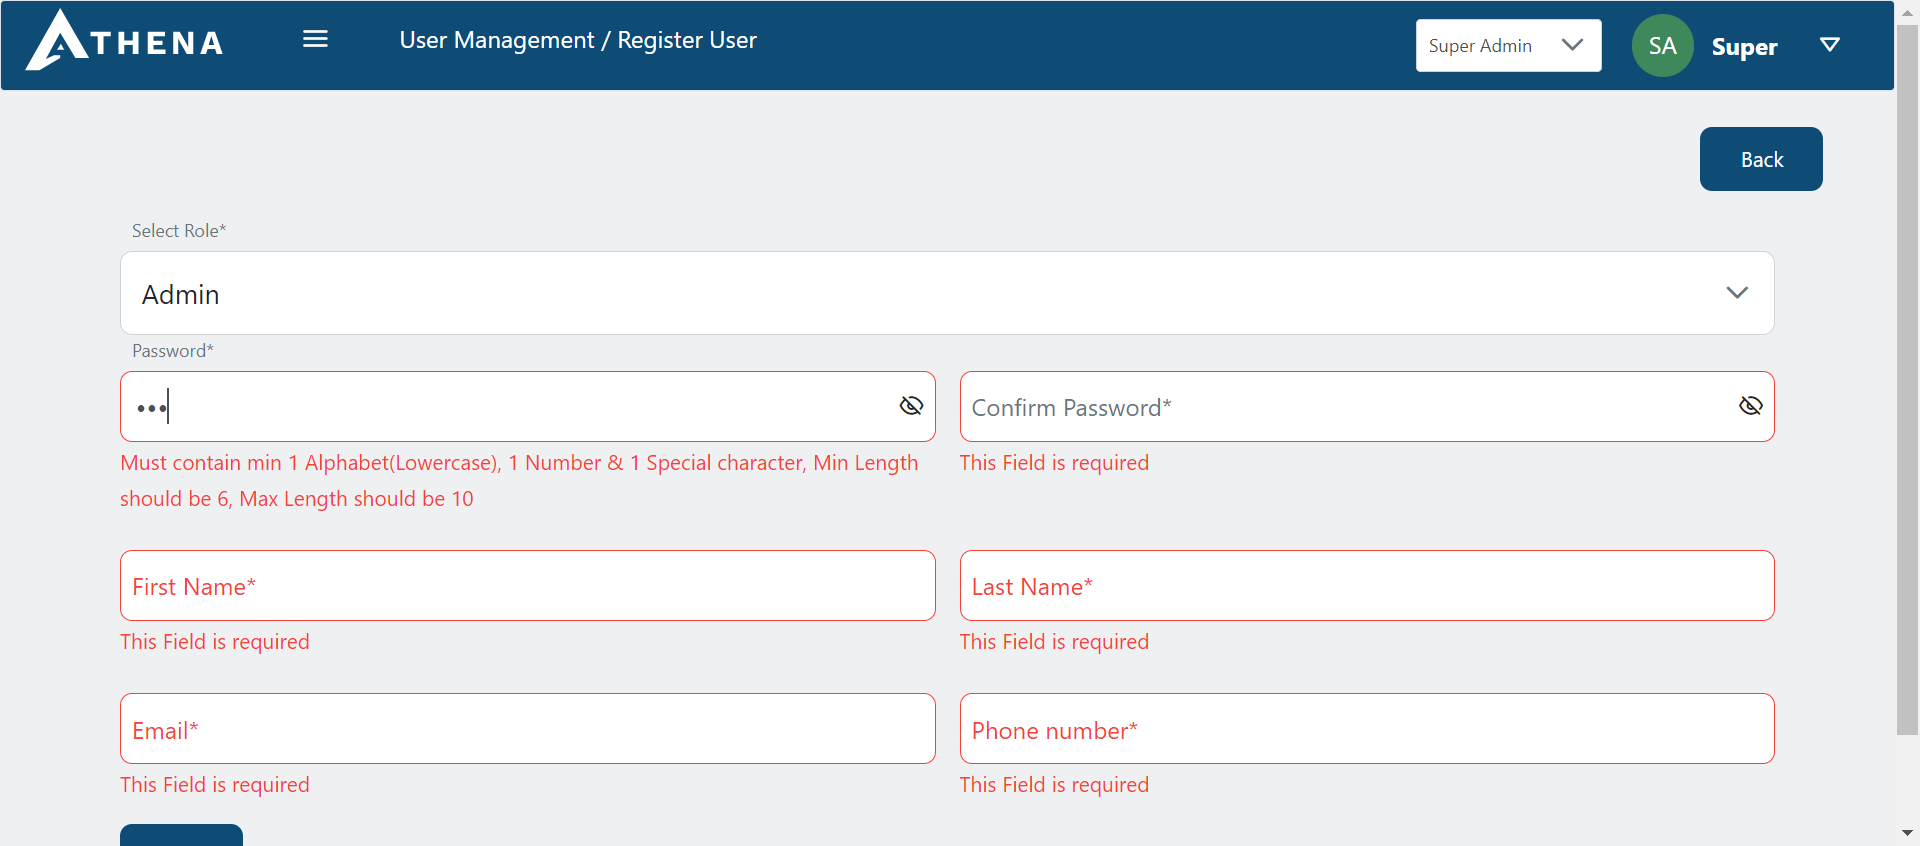 ATHENA
User Management / Register User
Super Admin
SA
Super
Back
Select Role*
Admin
Password*
•••
Confirm Password*
Must contain min 1 Alphabet(Lowercase), 1 Number & 1 Special character, Min Length
should be 6, Max Length should be 10
This Field is required
First Name*
Last Name*
This Field is required
This Field is required
Email*
Phone number*
This Field is required
This Field is required